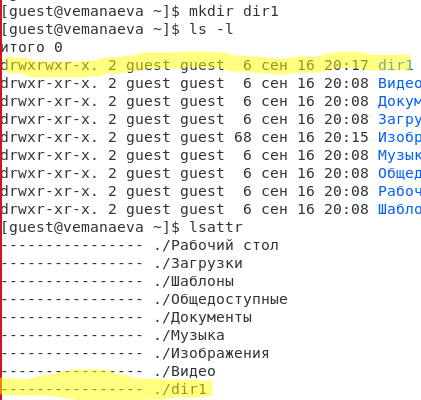 [guest@vemanaeva ~]$ mkdir dir1
[guest@vemanaeva ~]$ ls -l
итого 0
drwxrwxr-x. 2 guest guest  6 сен 16 20:17 dir1
drwxr-xr-x. 2 guest guest  6 сен 16 20:08 Видео
drwxr-xr-x. 2 guest guest  6 сен 16 20:08 Докум
drwxr-xr-x. 2 guest guest  6 сен 16 20:08 Загру
drwxr-xr-x. 2 guest guest 68 сен 16 20:15 Изобр
drwxr-xr-x. 2 guest guest  6 сен 16 20:08 Музык
drwxr-xr-x. 2 guest guest  6 сен 16 20:08 Общед
drwxr-xr-x. 2 guest guest  6 сен 16 20:08 Рабоч
drwxr-xr-x. 2 guest guest  6 сен 16 20:08 Шабло
[guest@vemanaeva ~]$ lsattr
---------------- ./Рабочий стол
---------------- ./Загрузки
---------------- ./Шаблоны
---------------- ./Общедоступные
---------------- ./Документы
---------------- ./Музыка
---------------- ./Изображения
---------------- ./Видео
---------------- ./dir1